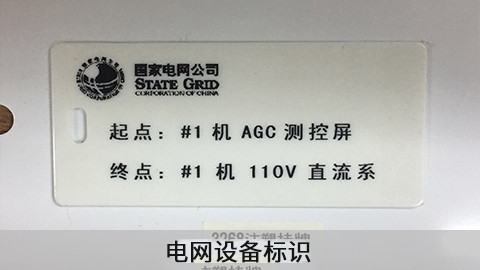 国家电网公司
STATE GRID
CORPORATION OF CHINA
起点：#1 机 AGC 测控屏
终点：#1 机 110V 直流系
电网设备标识